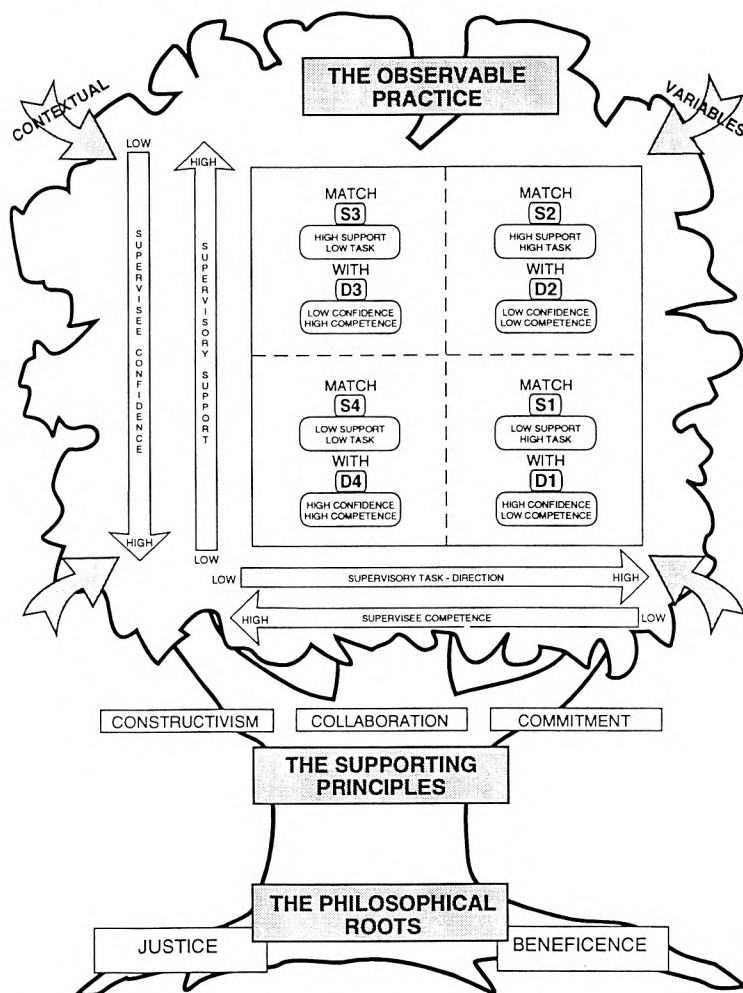 THE OBSERVABLE
PRACTICE
CONTEXTUAL
VARIABLES
LOW
HIGH
SUPERVISEE CONFIDENCE
HIGH
SUPERVISORY SUPPORT
LOW
MATCH
S3
HIGH SUPPORT
LOW TASK
WITH
D3
LOW CONFIDENCE
HIGH COMPETENCE
MATCH
S2
HIGH SUPPORT
HIGH TASK
WITH
D2
LOW CONFIDENCE
LOW COMPETENCE
MATCH
S4
LOW SUPPORT
LOW TASK
WITH
D4
HIGH CONFIDENCE
HIGH COMPETENCE
MATCH
S1
LOW SUPPORT
HIGH TASK
WITH
D1
HIGH CONFIDENCE
LOW COMPETENCE
LOW
SUPERVISORY TASK - DIRECTION
HIGH
HIGH
SUPERVISEE COMPETENCE
LOW
CONSTRUCTIVISM
COLLABORATION
COMMITMENT
THE SUPPORTING
PRINCIPLES
THE PHILOSOPHICAL
ROOTS
JUSTICE
BENEFICENCE